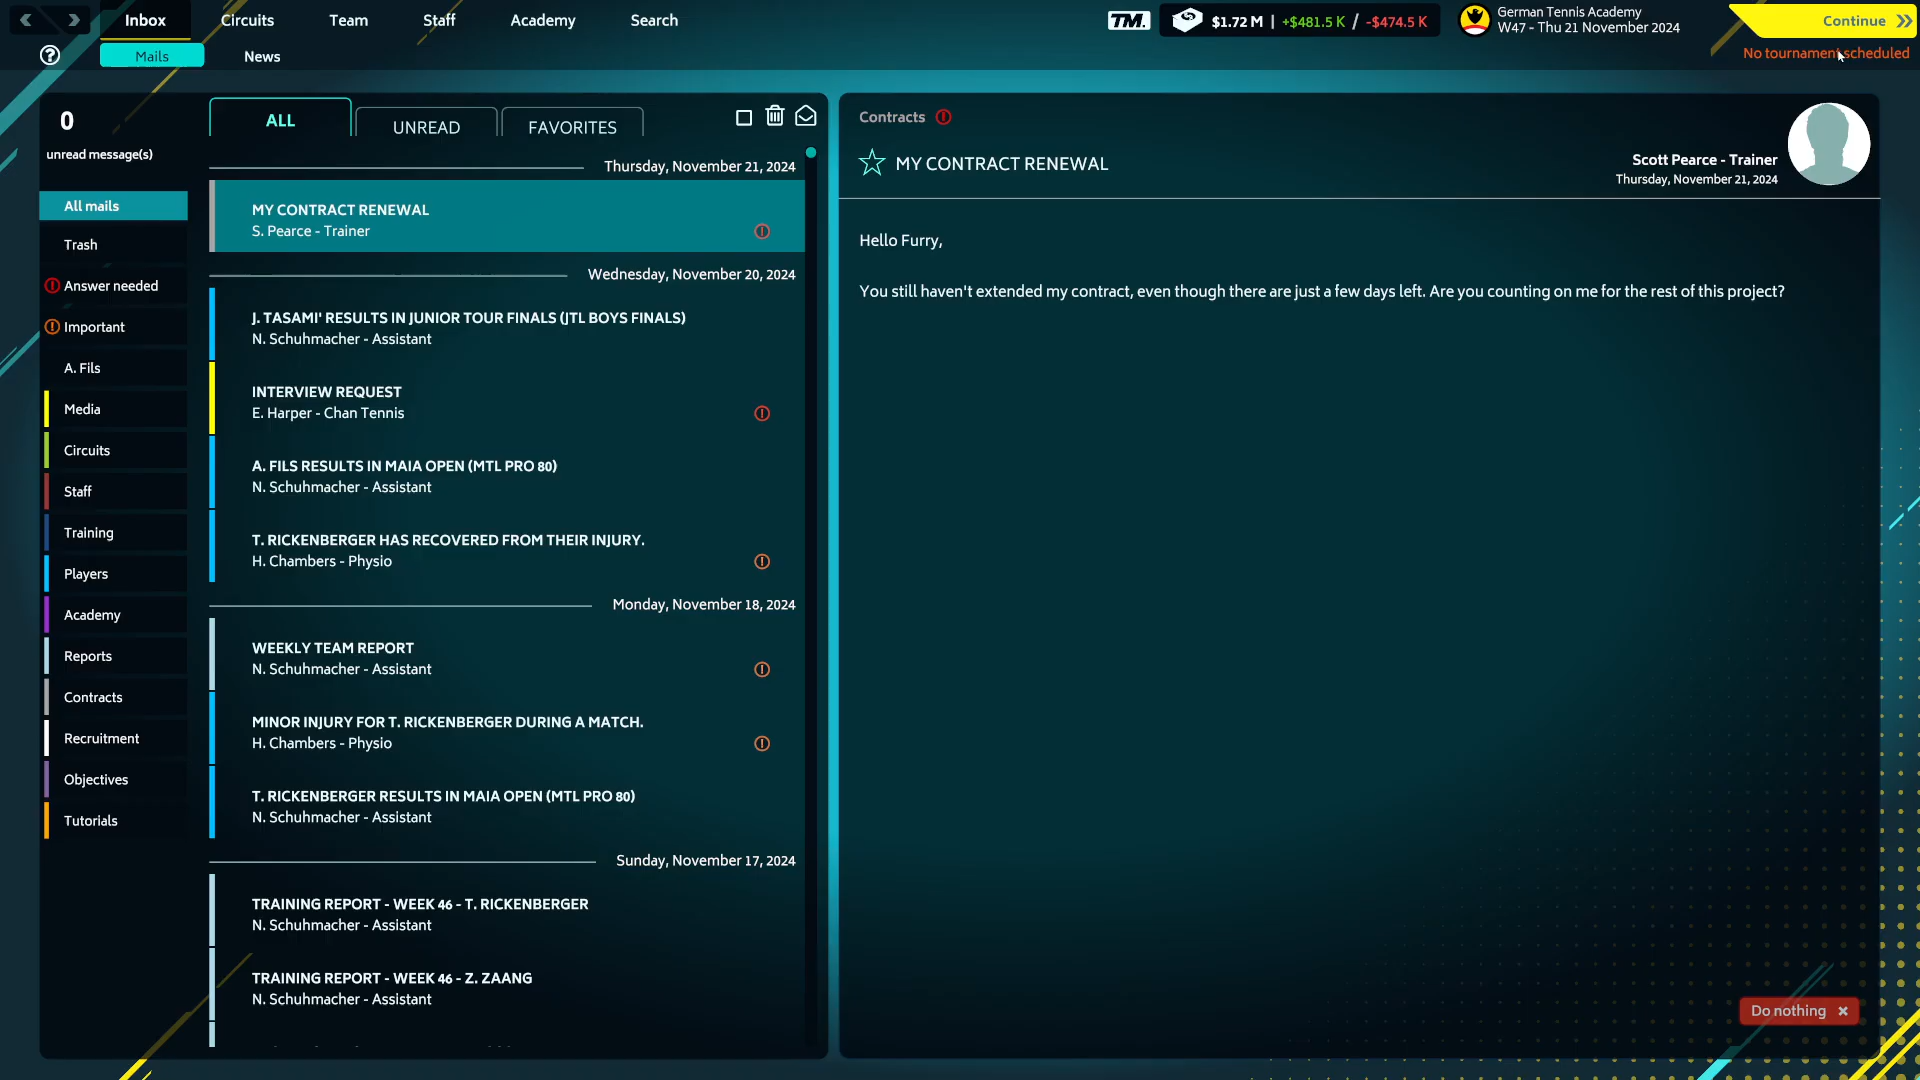 Inbox
Circuits
Team
Staff
Academy
Search
TM.
$1.72 M | +$481.5 K / -$474.5 K
German Tennis Academy
W47 - Thu 21 November 2024
Continue
No tournament scheduled
Mails
News
0
unread message(s)
All mails
Trash
Answer needed
Important
A. Fils
Media
Circuits
Staff
Training
Players
Academy
Reports
Contracts
Recruitment
Objectives
Tutorials
ALL
UNREAD
FAVORITES
Thursday, November 21, 2024
MY CONTRACT RENEWAL
S. Pearce - Trainer
Wednesday, November 20, 2024
J. TASAMI' RESULTS IN JUNIOR TOUR FINALS (JTL BOYS FINALS)
N. Schuhmacher - Assistant
INTERVIEW REQUEST
E. Harper - Chan Tennis
A. FILS RESULTS IN MAIA OPEN (MTL PRO 80)
N. Schuhmacher - Assistant
T. RICKENBERGER HAS RECOVERED FROM THEIR INJURY.
H. Chambers - Physio
Monday, November 18, 2024
WEEKLY TEAM REPORT
N. Schuhmacher - Assistant
MINOR INJURY FOR T. RICKENBERGER DURING A MATCH.
H. Chambers - Physio
T. RICKENBERGER RESULTS IN MAIA OPEN (MTL PRO 80)
N. Schuhmacher - Assistant
Sunday, November 17, 2024
TRAINING REPORT - WEEK 46 - T. RICKENBERGER
N. Schuhmacher - Assistant
TRAINING REPORT - WEEK 46 - Z. ZAANG
N. Schuhmacher - Assistant
Contracts
MY CONTRACT RENEWAL
Scott Pearce - Trainer
Thursday, November 21, 2024
Hello Furry,
You still haven't extended my contract, even though there are just a few days left. Are you counting on me for the rest of this project?
Do nothing